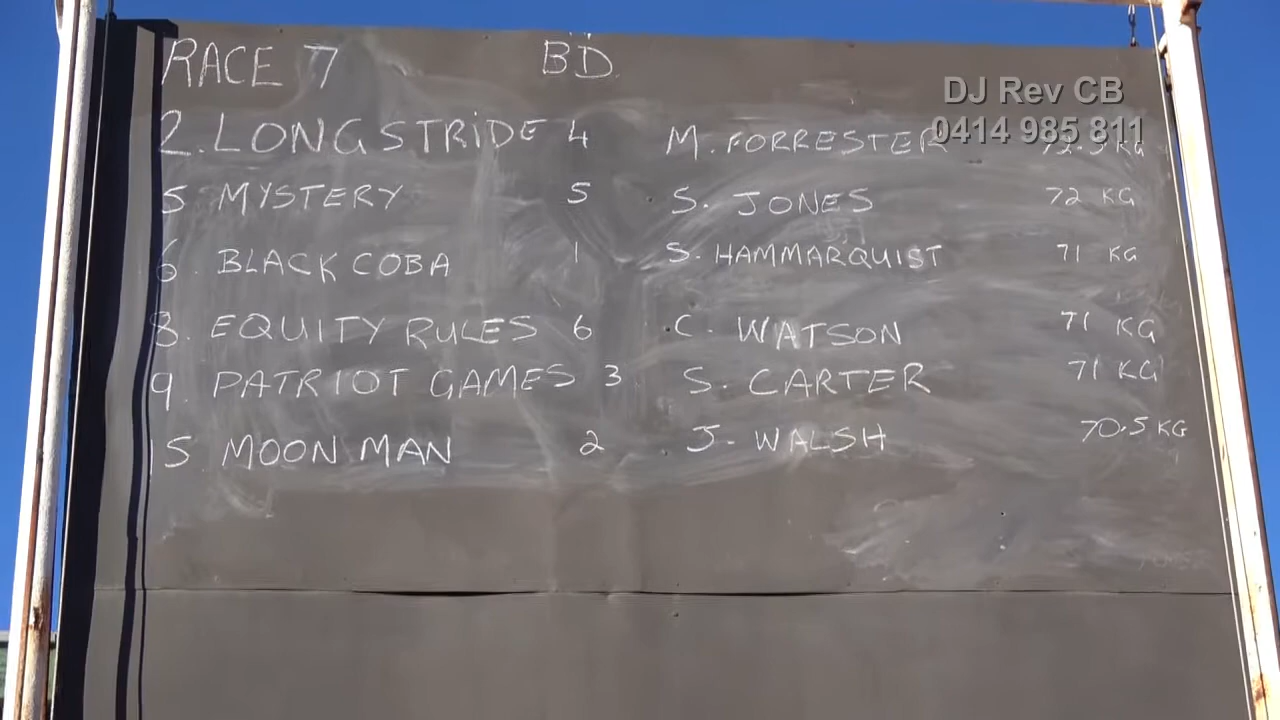 RACE 7 BD
DJ Rev CB
0414 985 811
2. LONGSTRIDE 4 M. FORRESTER KG
5 MYSTERY 5 S. JONES 72 KG
6. BLACK COBA 1 S. HAMMARQUIST 71 KG
8. EQUITY RULES 6 C. WATSON 71 KG
9. PATRIOT GAMES 3 S. CARTER 71 KG
15 MOON MAN 2 J- WALSH 70.5 KG